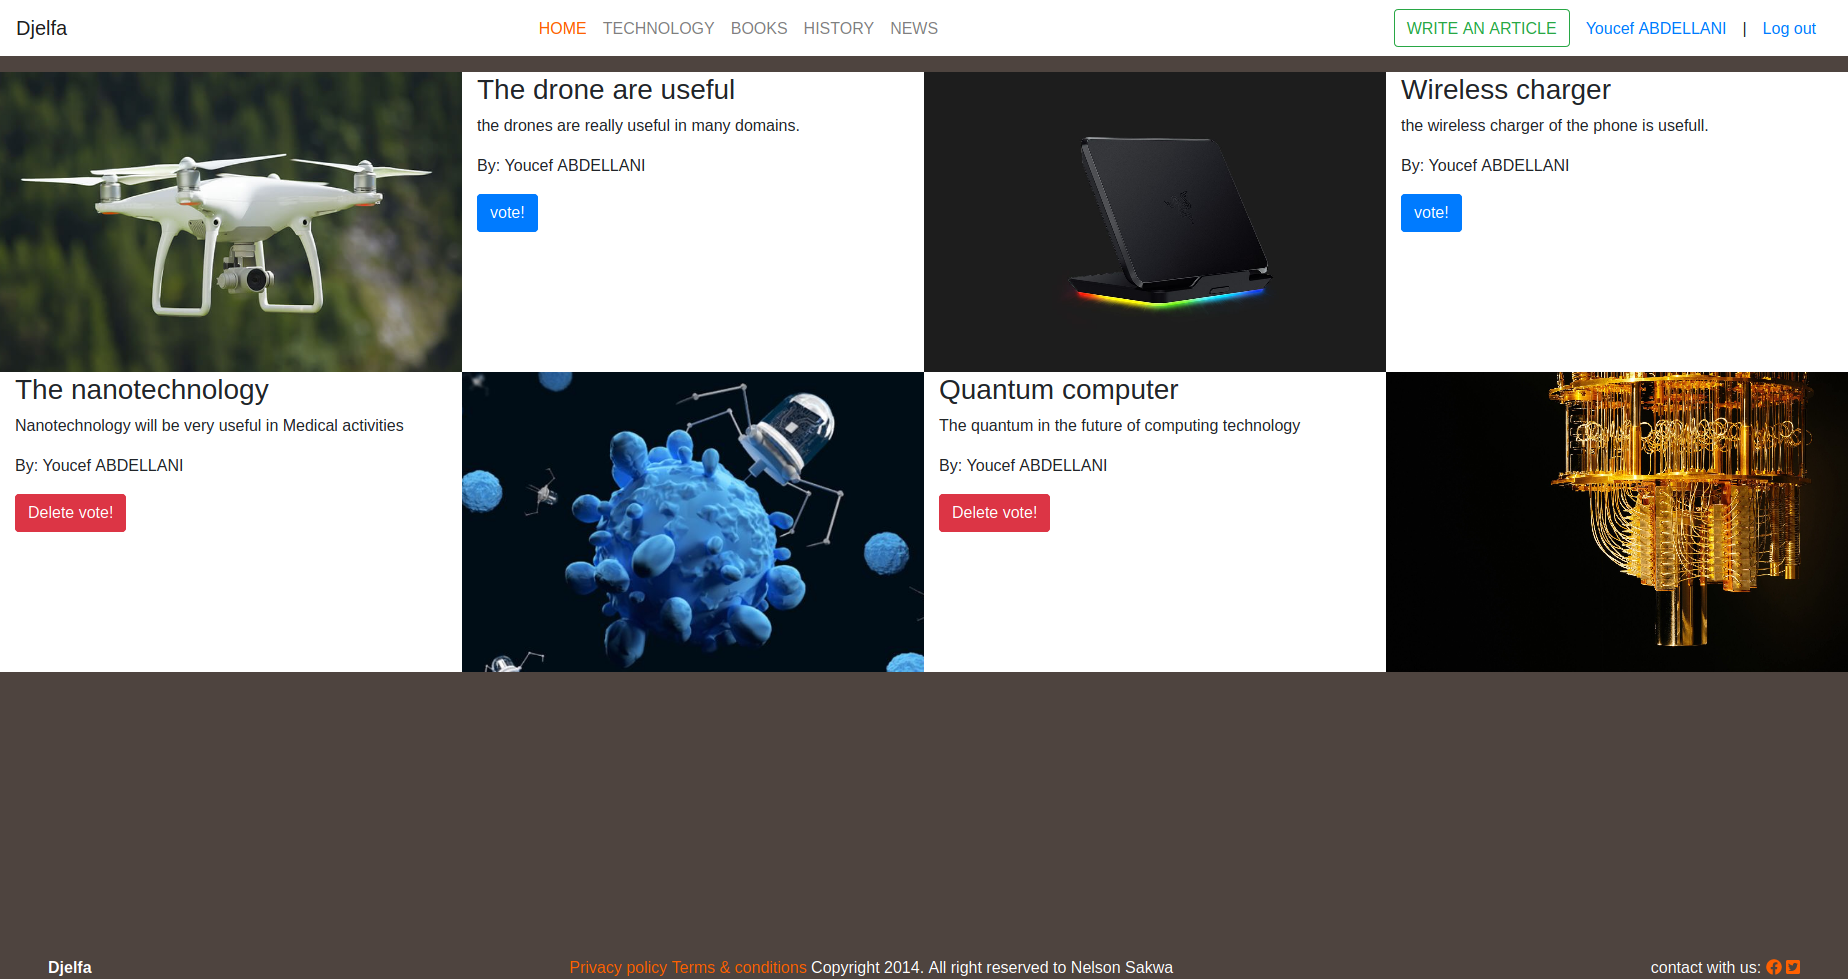 Djelfa
HOME TECHNOLOGY BOOKS HISTORY NEWS
WRITE AN ARTICLE
Youcef ABDELLANI | Log out
The drone are useful
the drones are really useful in many domains.
By: Youcef ABDELLANI
vote!
Wireless charger
the wireless charger of the phone is usefull.
By: Youcef ABDELLANI
vote!
The nanotechnology
Nanotechnology will be very useful in Medical activities
By: Youcef ABDELLANI
Delete vote!
Quantum computer
The quantum in the future of computing technology
By: Youcef ABDELLANI
Delete vote!
Djelfa
Privacy policy Terms & conditions Copyright 2014. All right reserved to Nelson Sakwa
contact with us: